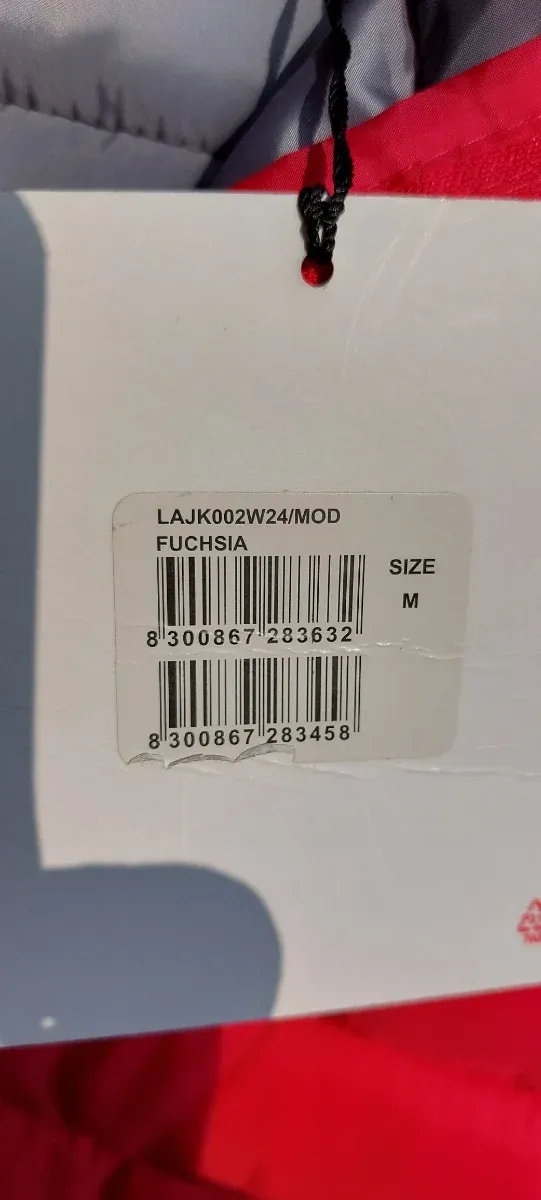 LAJK002W24/MOD
FUCHSIA
SIZE
M
8 300867 283632
8 300867 283458